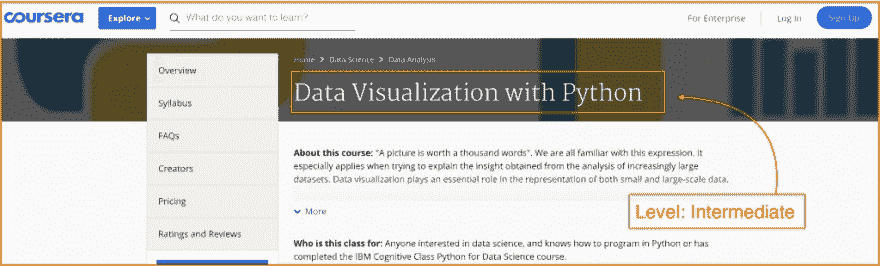 coursera
Explore
What do you want to learn?
For Enterprise
Log In
Sign Up
Home > Data Science > Data Analysis
Data Visualization with Python
Overview
Syllabus
FAQs
Creators
Pricing
Ratings and Reviews
About this course: "A picture is worth a thousand words". We are all familiar with this expression. It
especially applies when trying to explain the insight obtained from the analysis of increasingly large
datasets. Data visualization plays an essential role in the representation of both small and large-scale data.
More
Level: Intermediate
Who is this class for: Anyone interested in data science, and knows how to program in Python or has
completed the IBM Cognitive Class Python for Data Science course.